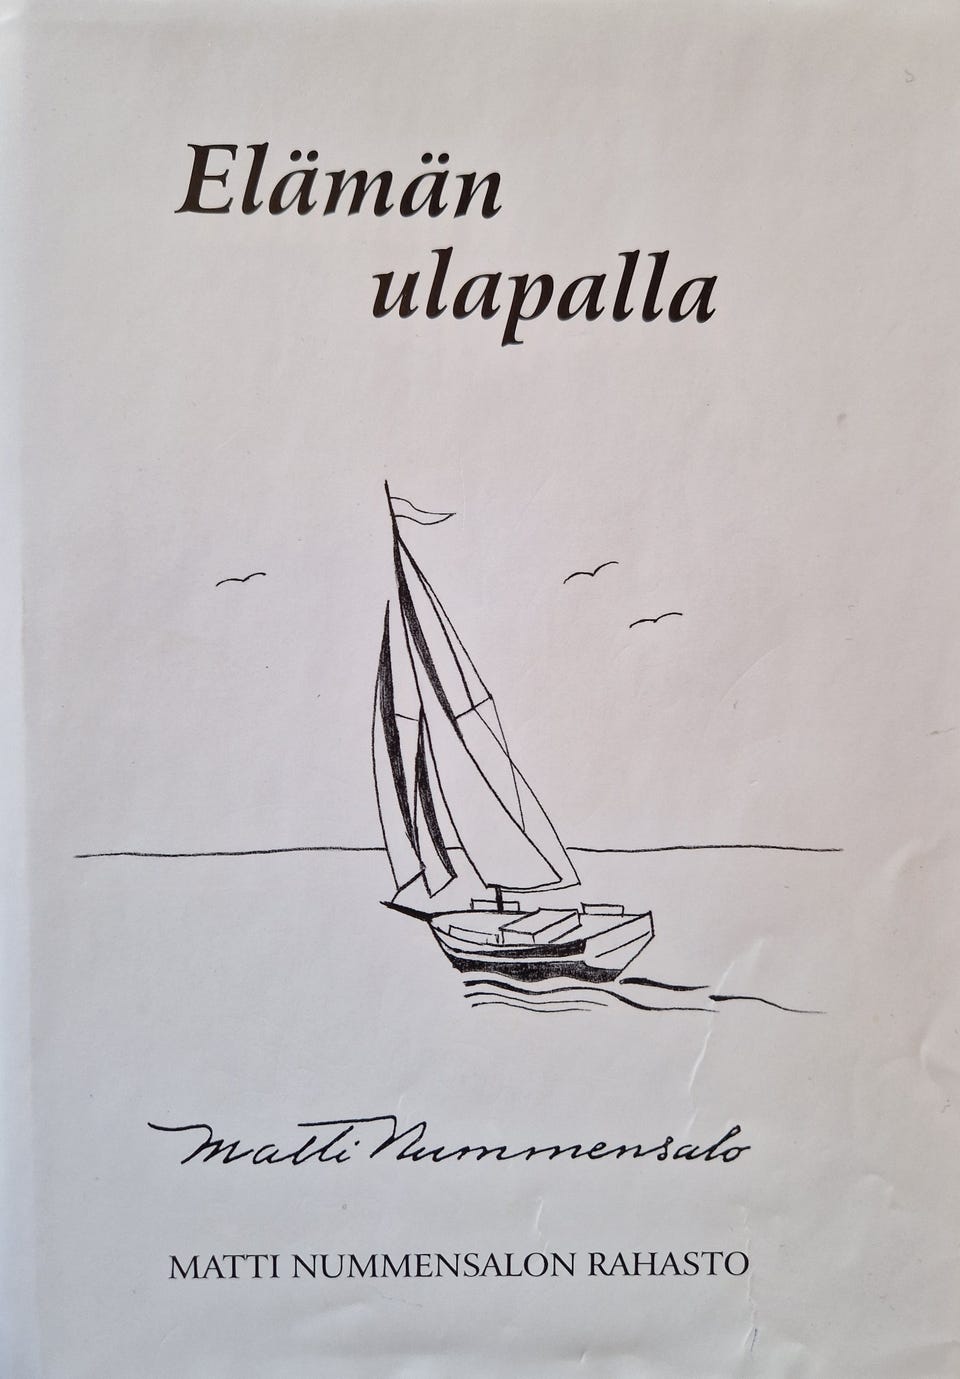 Elämän
ulapalla
Matti Nummensalo
MATTI NUMMENSALON RAHASTO